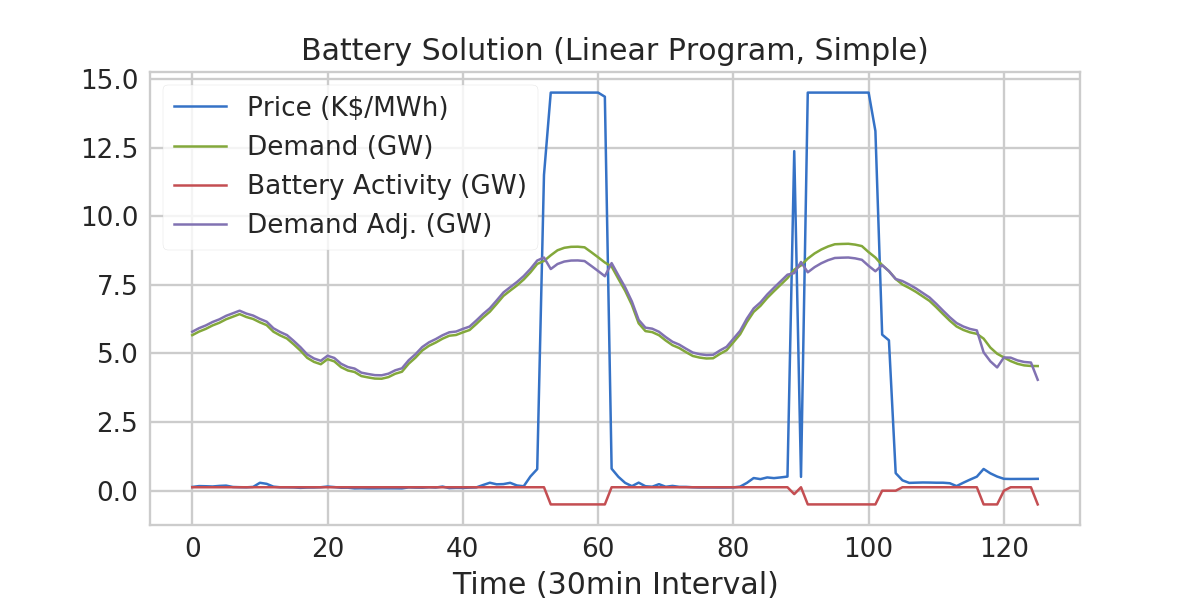 Battery Solution (Linear Program, Simple)
15.0
12.5
10.0
7.5
5.0
2.5
0.0
Price (K$/MWh)
Demand (GW)
Battery Activity (GW)
Demand Adj. (GW)
0 20 40 60 80 100 120
Time (30min Interval)